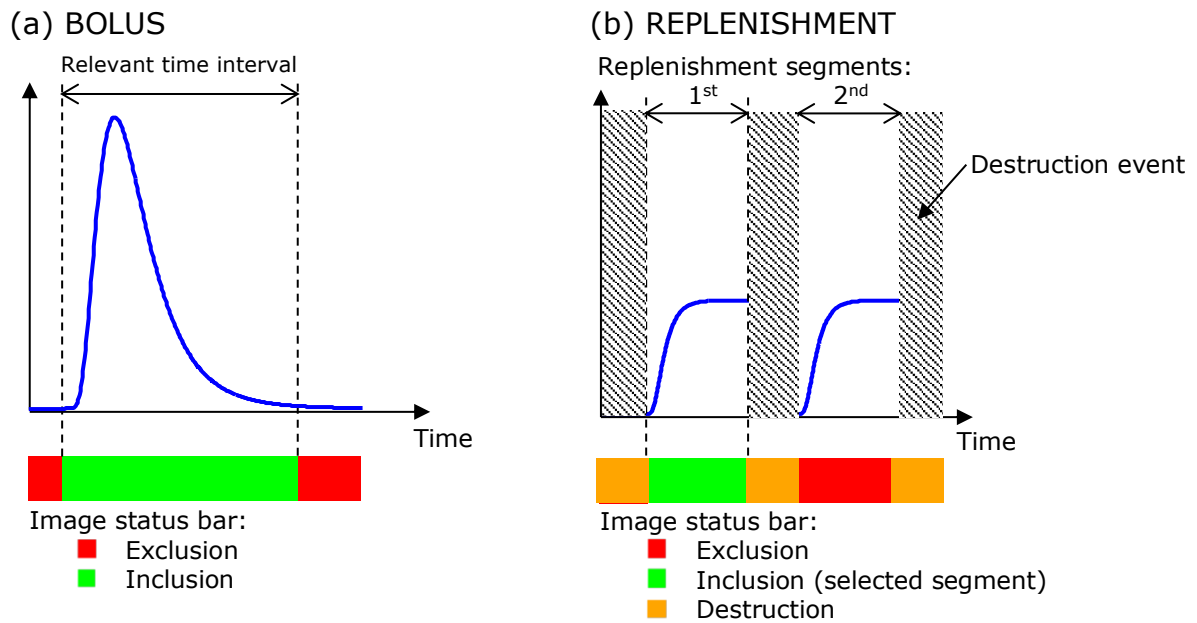 (a) BOLUS
Relevant time interval
Time
Image status bar:
Exclusion
Inclusion
(b) REPLENISHMENT
Replenishment segments:
1st
2nd
Destruction event
Time
Image status bar:
Exclusion
Inclusion (selected segment)
Destruction